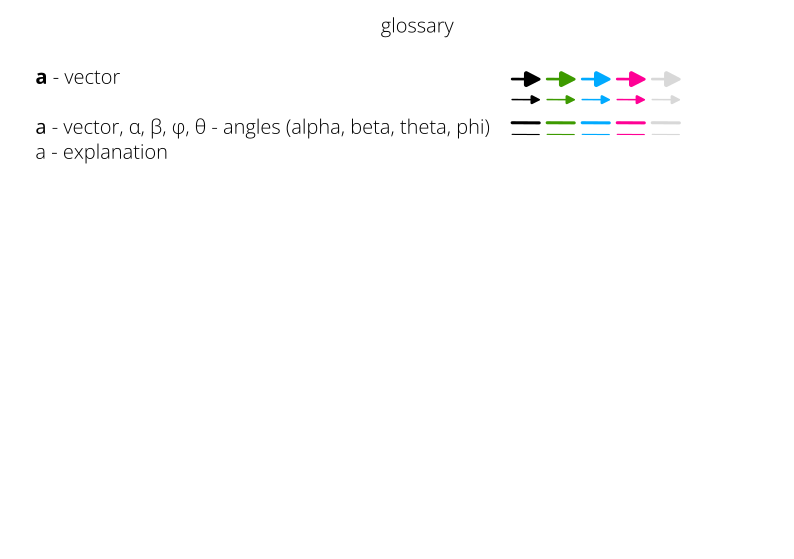 glossary
a - vector
a - vector, α, β, φ, θ - angles (alpha, beta, theta, phi)
a - explanation